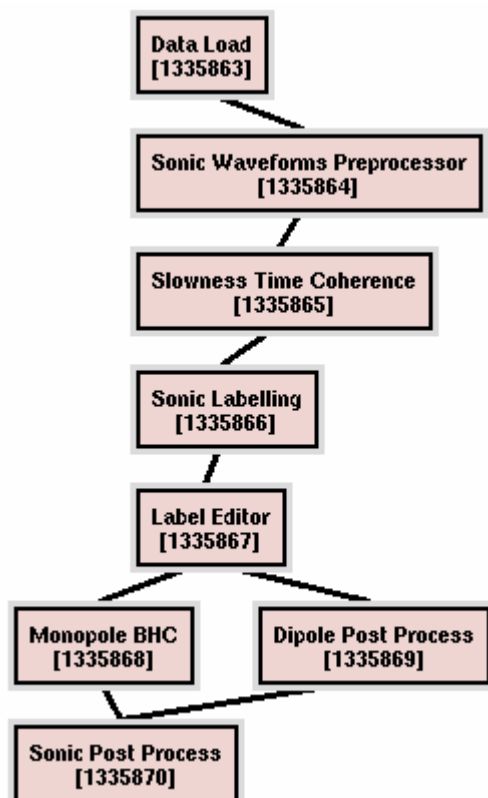 Data Load
[1335863]
Sonic Waveforms Preprocessor
[1335864]
Slowness Time Coherence
[1335865]
Sonic Labelling
[1335866]
Label Editor
[1335867]
Monopole BHC
[1335868]
Dipole Post Process
[1335869]
Sonic Post Process
[1335870]